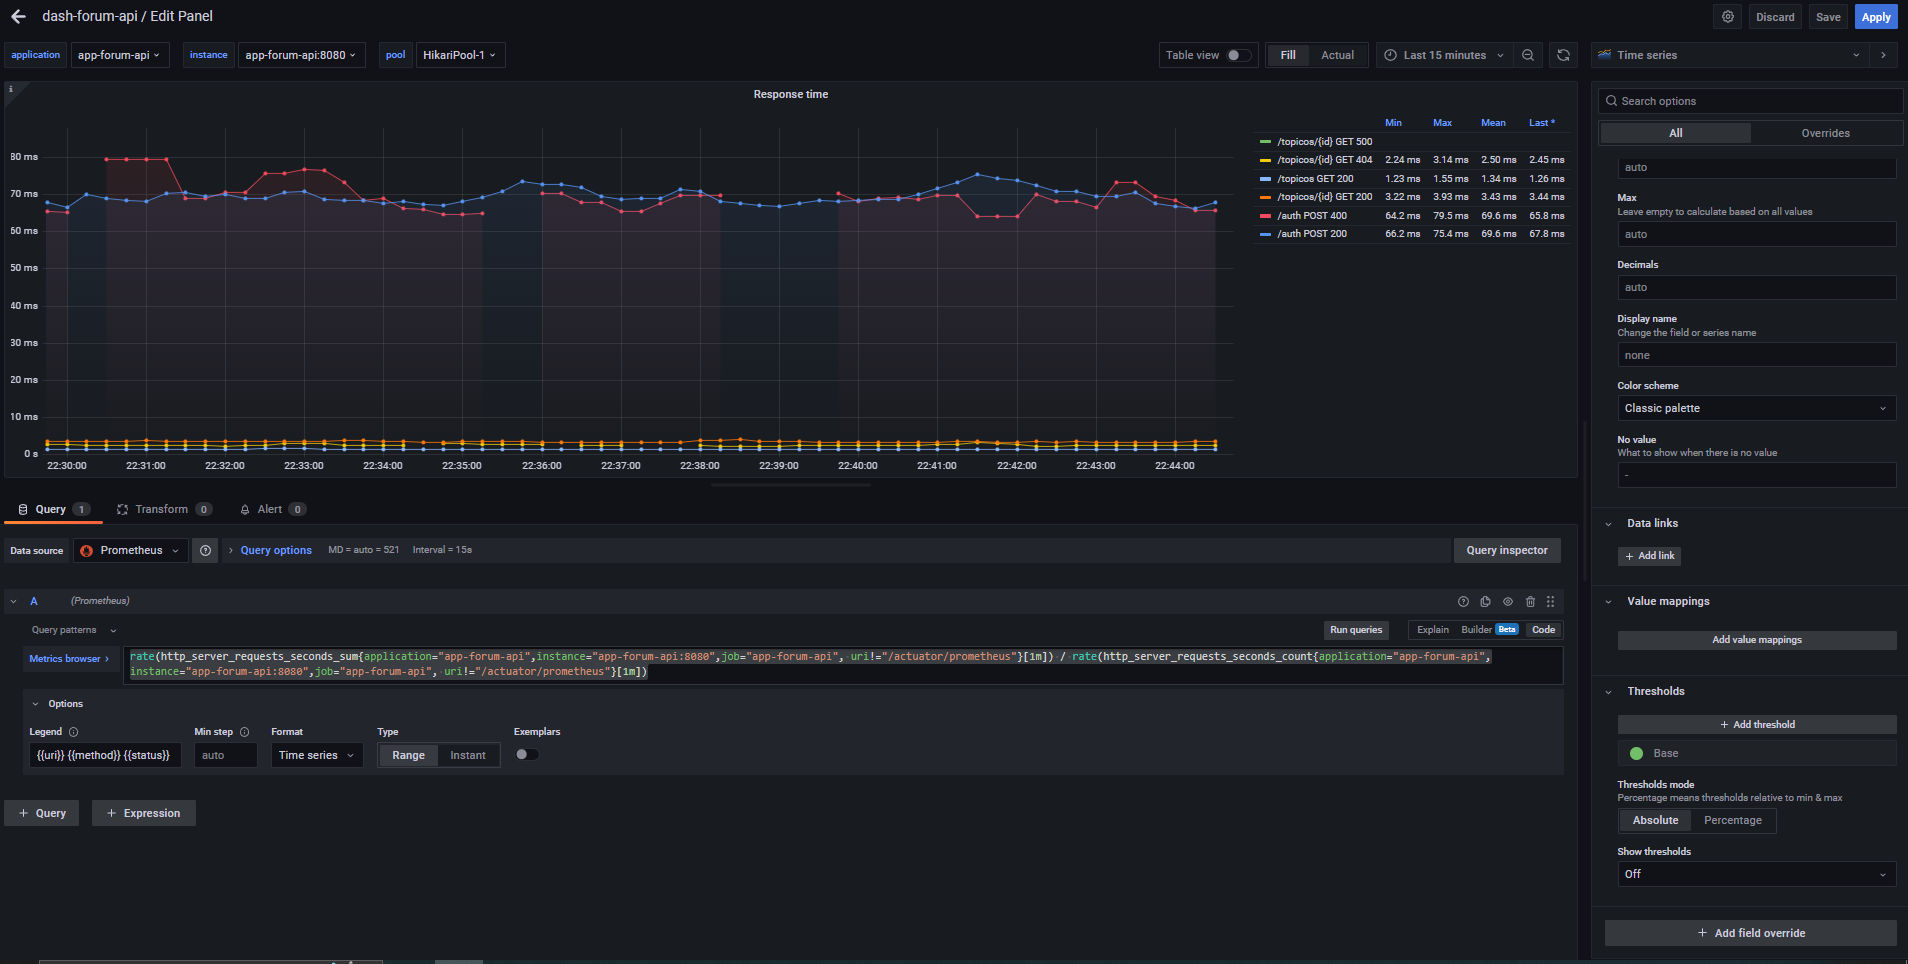 dash-forum-api / Edit Panel
Discard Save Apply
application app-forum-api instance app-forum-api:8080 pool HikariPool-1
Table view Fill Actual Last 15 minutes
Time series
Response time
80 ms
70 ms
60 ms
50 ms
40 ms
30 ms
20 ms
10 ms
0 s
22:30:00 22:31:00 22:32:00 22:33:00 22:34:00 22:35:00 22:36:00 22:37:00 22:38:00 22:39:00 22:40:00 22:41:00 22:42:00 22:43:00 22:44:00
Min Max Mean Last *
/topicos/{id} GET 500
/topicos/{id} GET 404 2.24 ms 3.14 ms 2.50 ms 2.45 ms
/topicos GET 200 1.23 ms 1.55 ms 1.34 ms 1.26 ms
/topicos/{id} GET 200 3.22 ms 3.93 ms 3.43 ms 3.44 ms
/auth POST 400 64.2 ms 79.5 ms 69.6 ms 65.8 ms
/auth POST 200 66.2 ms 75.4 ms 69.6 ms 67.8 ms
Query 1 Transform 0 Alert 0
Data source Prometheus Query options MD = auto = 521 Interval = 15s Query inspector
A (Prometheus)
Query patterns Run queries Explain Builder Beta Code
Metrics browser
rate(http_server_requests_seconds_sum{application="app-forum-api",instance="app-forum-api:8080",job="app-forum-api", uri!="/actuator/prometheus"}[1m]) / rate(http_server_requests_seconds_count{application="app-forum-api",
instance="app-forum-api:8080",job="app-forum-api", uri!="/actuator/prometheus"}[1m])
Options
Legend Min step Format Type Exemplars
{{uri}} {{method}} {{status}} auto Time series Range Instant
+ Query + Expression
Search options
All Overrides
auto
Max
Leave empty to calculate based on all values
auto
Decimals
auto
Display name
Change the field or series name
none
Color scheme
Classic palette
No value
What to show when there is no value
-
Data links
+ Add link
Value mappings
Add value mappings
Thresholds
+ Add threshold
Base
Thresholds mode
Percentage means thresholds relative to min & max
Absolute Percentage
Show thresholds
Off
+ Add field override